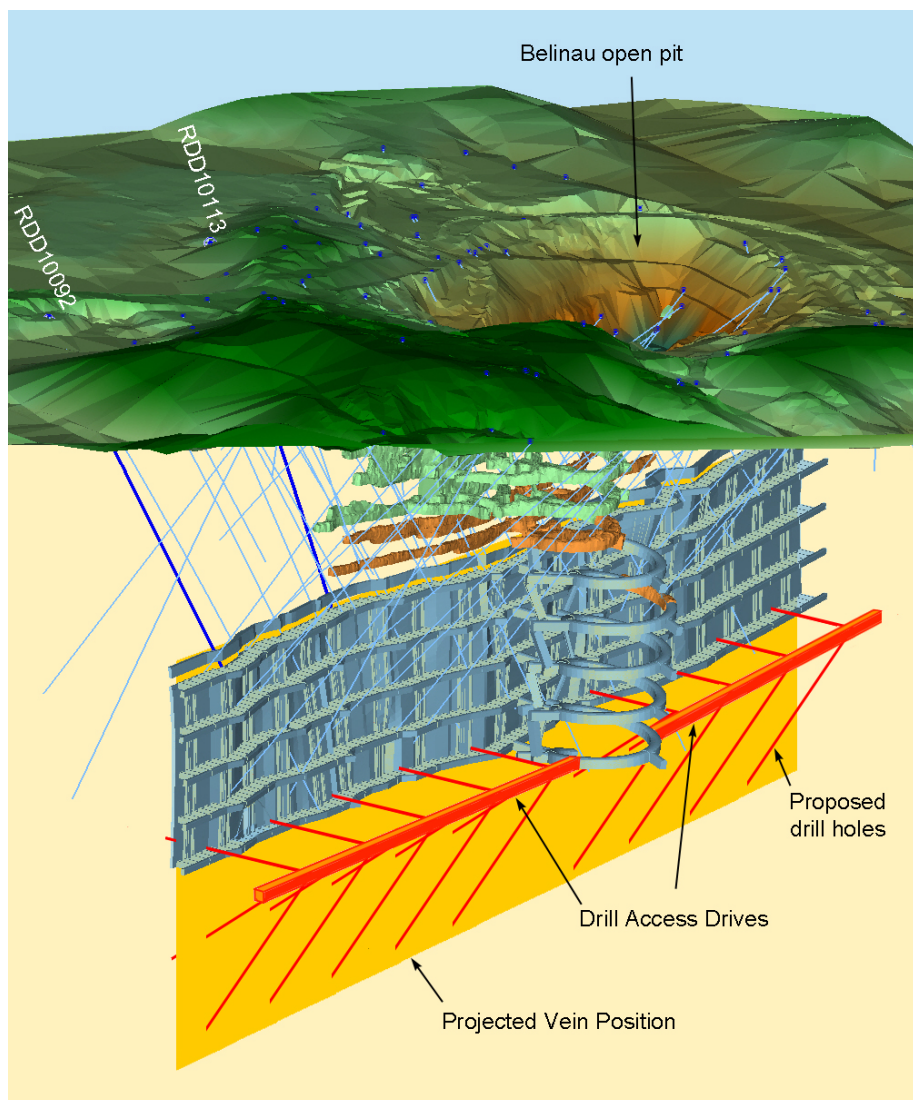 Belinau open pit
RDD10113
RDD10092
Proposed
drill holes
Drill Access Drives
Projected Vein Position